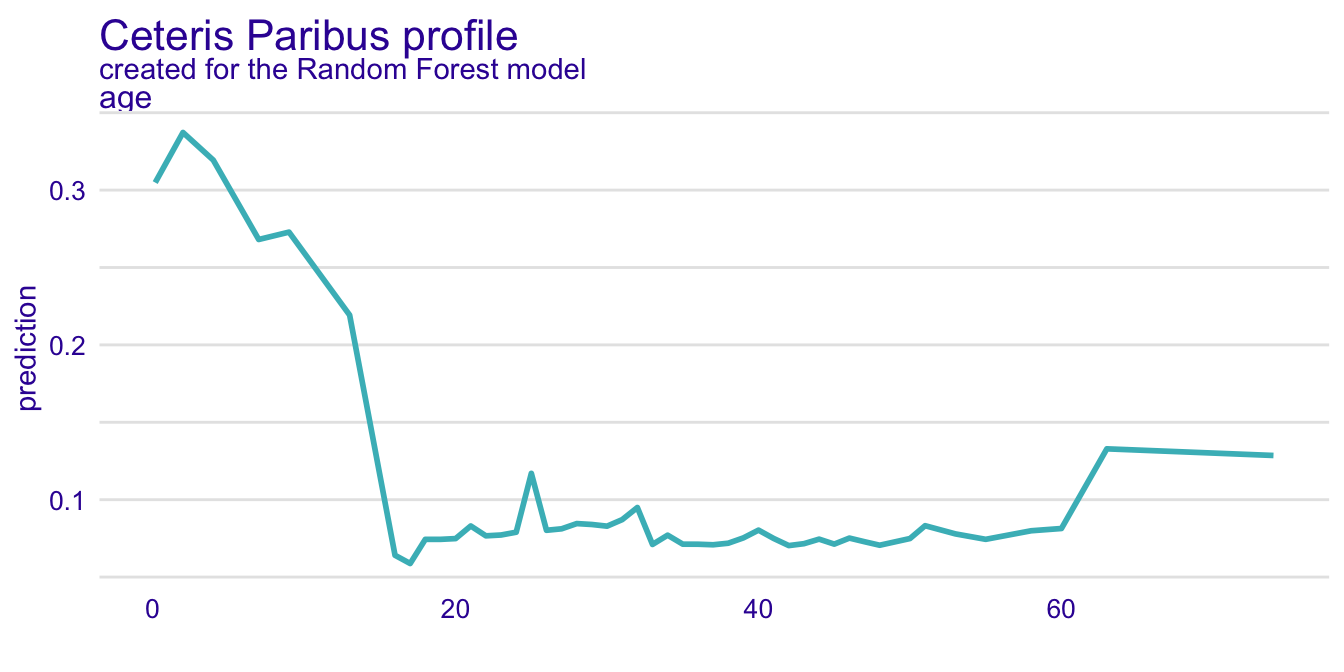 Ceteris Paribus profile
created for the Random Forest model
age
0.3
0.2
0.1
prediction
0 20 40 60